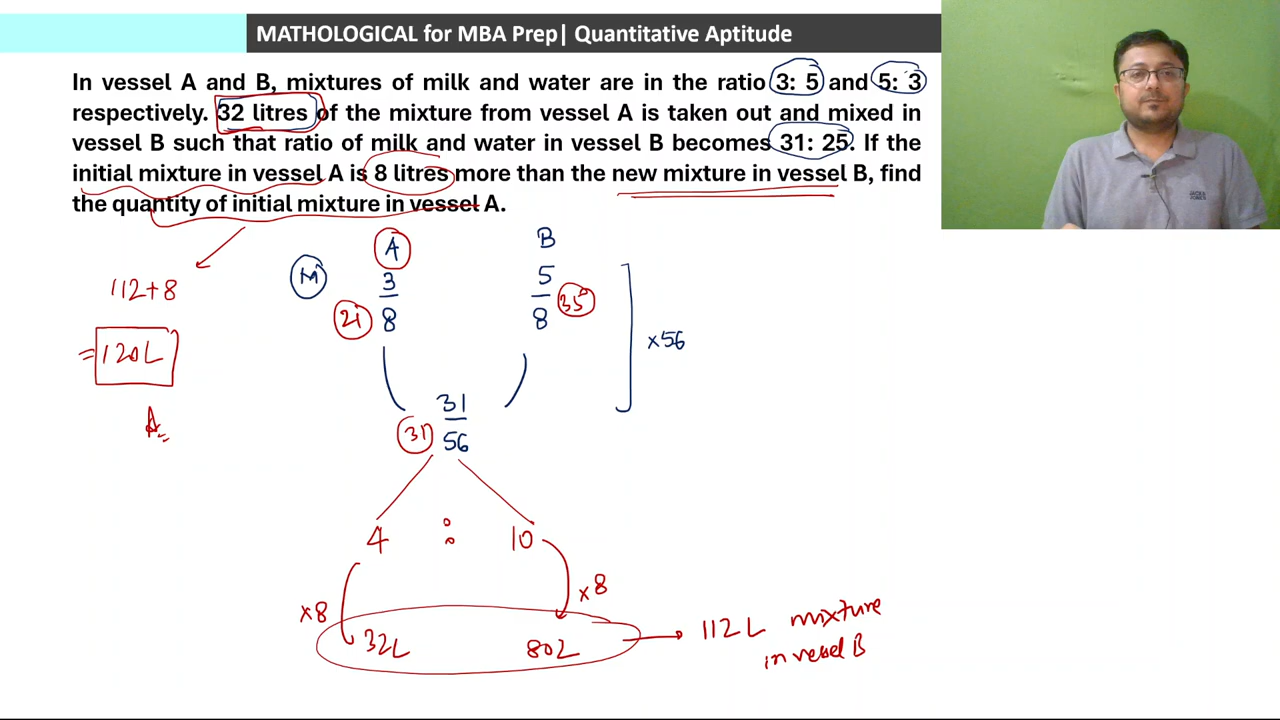 MATHOLOGICAL for MBA Prep| Quantitative Aptitude
In vessel A and B, mixtures of milk and water are in the ratio 3: 5 and 5: 3
respectively. 32 litres of the mixture from vessel A is taken out and mixed in
vessel B such that ratio of milk and water in vessel B becomes 31: 25. If the
initial mixture in vessel A is 8 litres more than the new mixture in vessel B, find
the quantity of initial mixture in vessel A.
A B
M 3/8 5/8
21 35
×56
112+8
=120L
A
31/56
31
4 : 10
×8 ×8
32L 80L
112L mixture
in vessel B